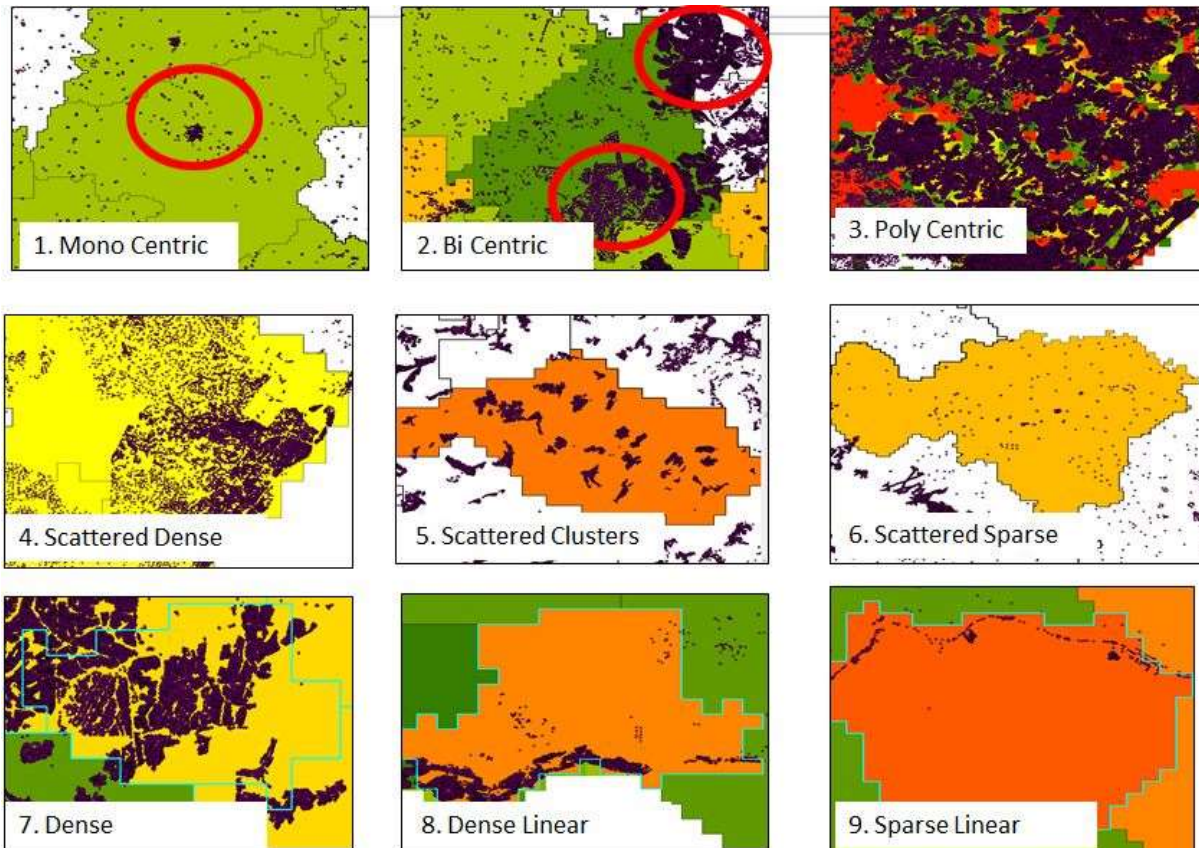 1. Mono Centric
2. Bi Centric
3. Poly Centric
4. Scattered Dense
5. Scattered Clusters
6. Scattered Sparse
7. Dense
8. Dense Linear
9. Sparse Linear